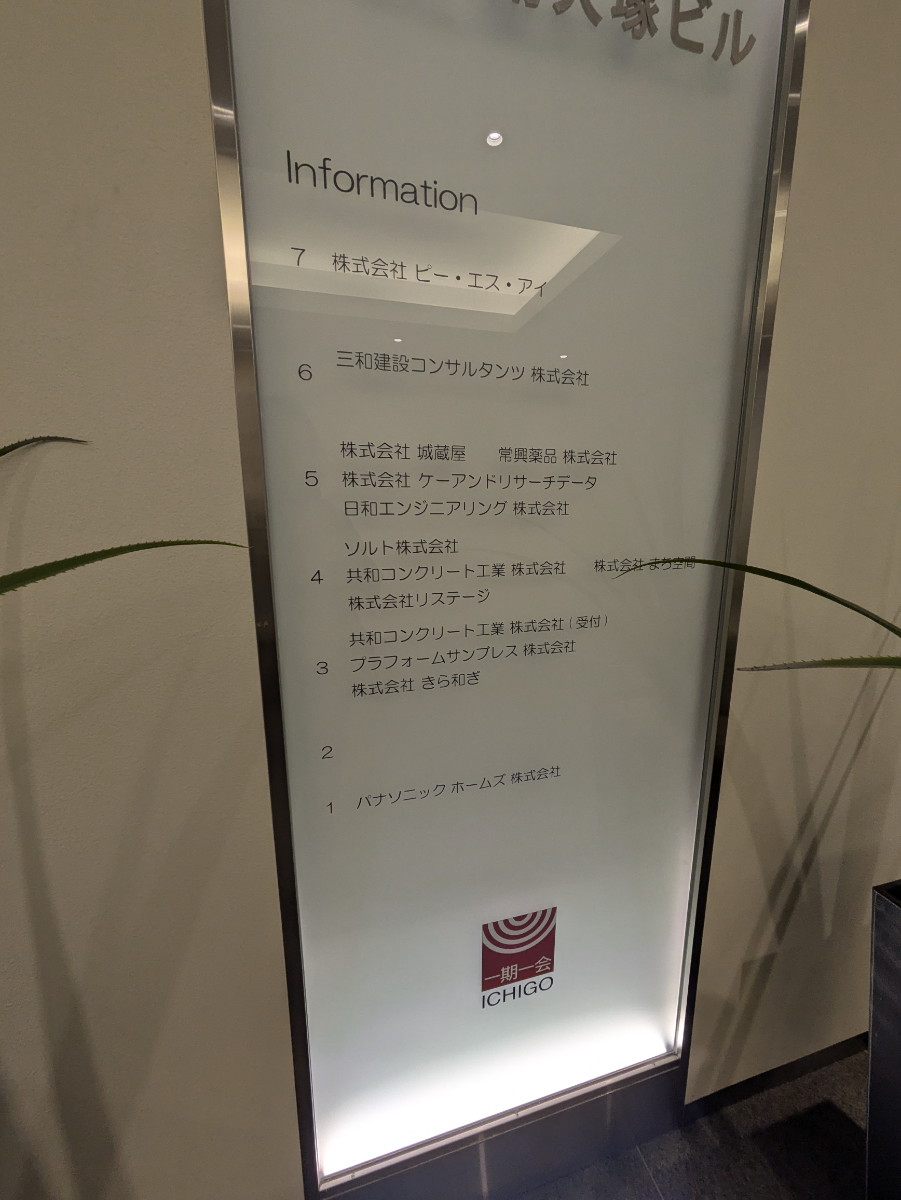 大塚ビル
Information
7 株式会社 ピー・エス・アイ
6 三和建設コンサルタンツ 株式会社
株式会社 城蔵屋 常興薬品 株式会社
5 株式会社 ケーアンドリサーチデータ
日和エンジニアリング 株式会社
ソルト株式会社
4 共和コンクリート工業 株式会社 株式会社 まち空間
株式会社リステージ
共和コンクリート工業 株式会社 (受付)
3 プラフォームサンブレス 株式会社
株式会社 きら和ぎ
2
1 パナソニック ホームズ 株式会社
一期一会
ICHIGO